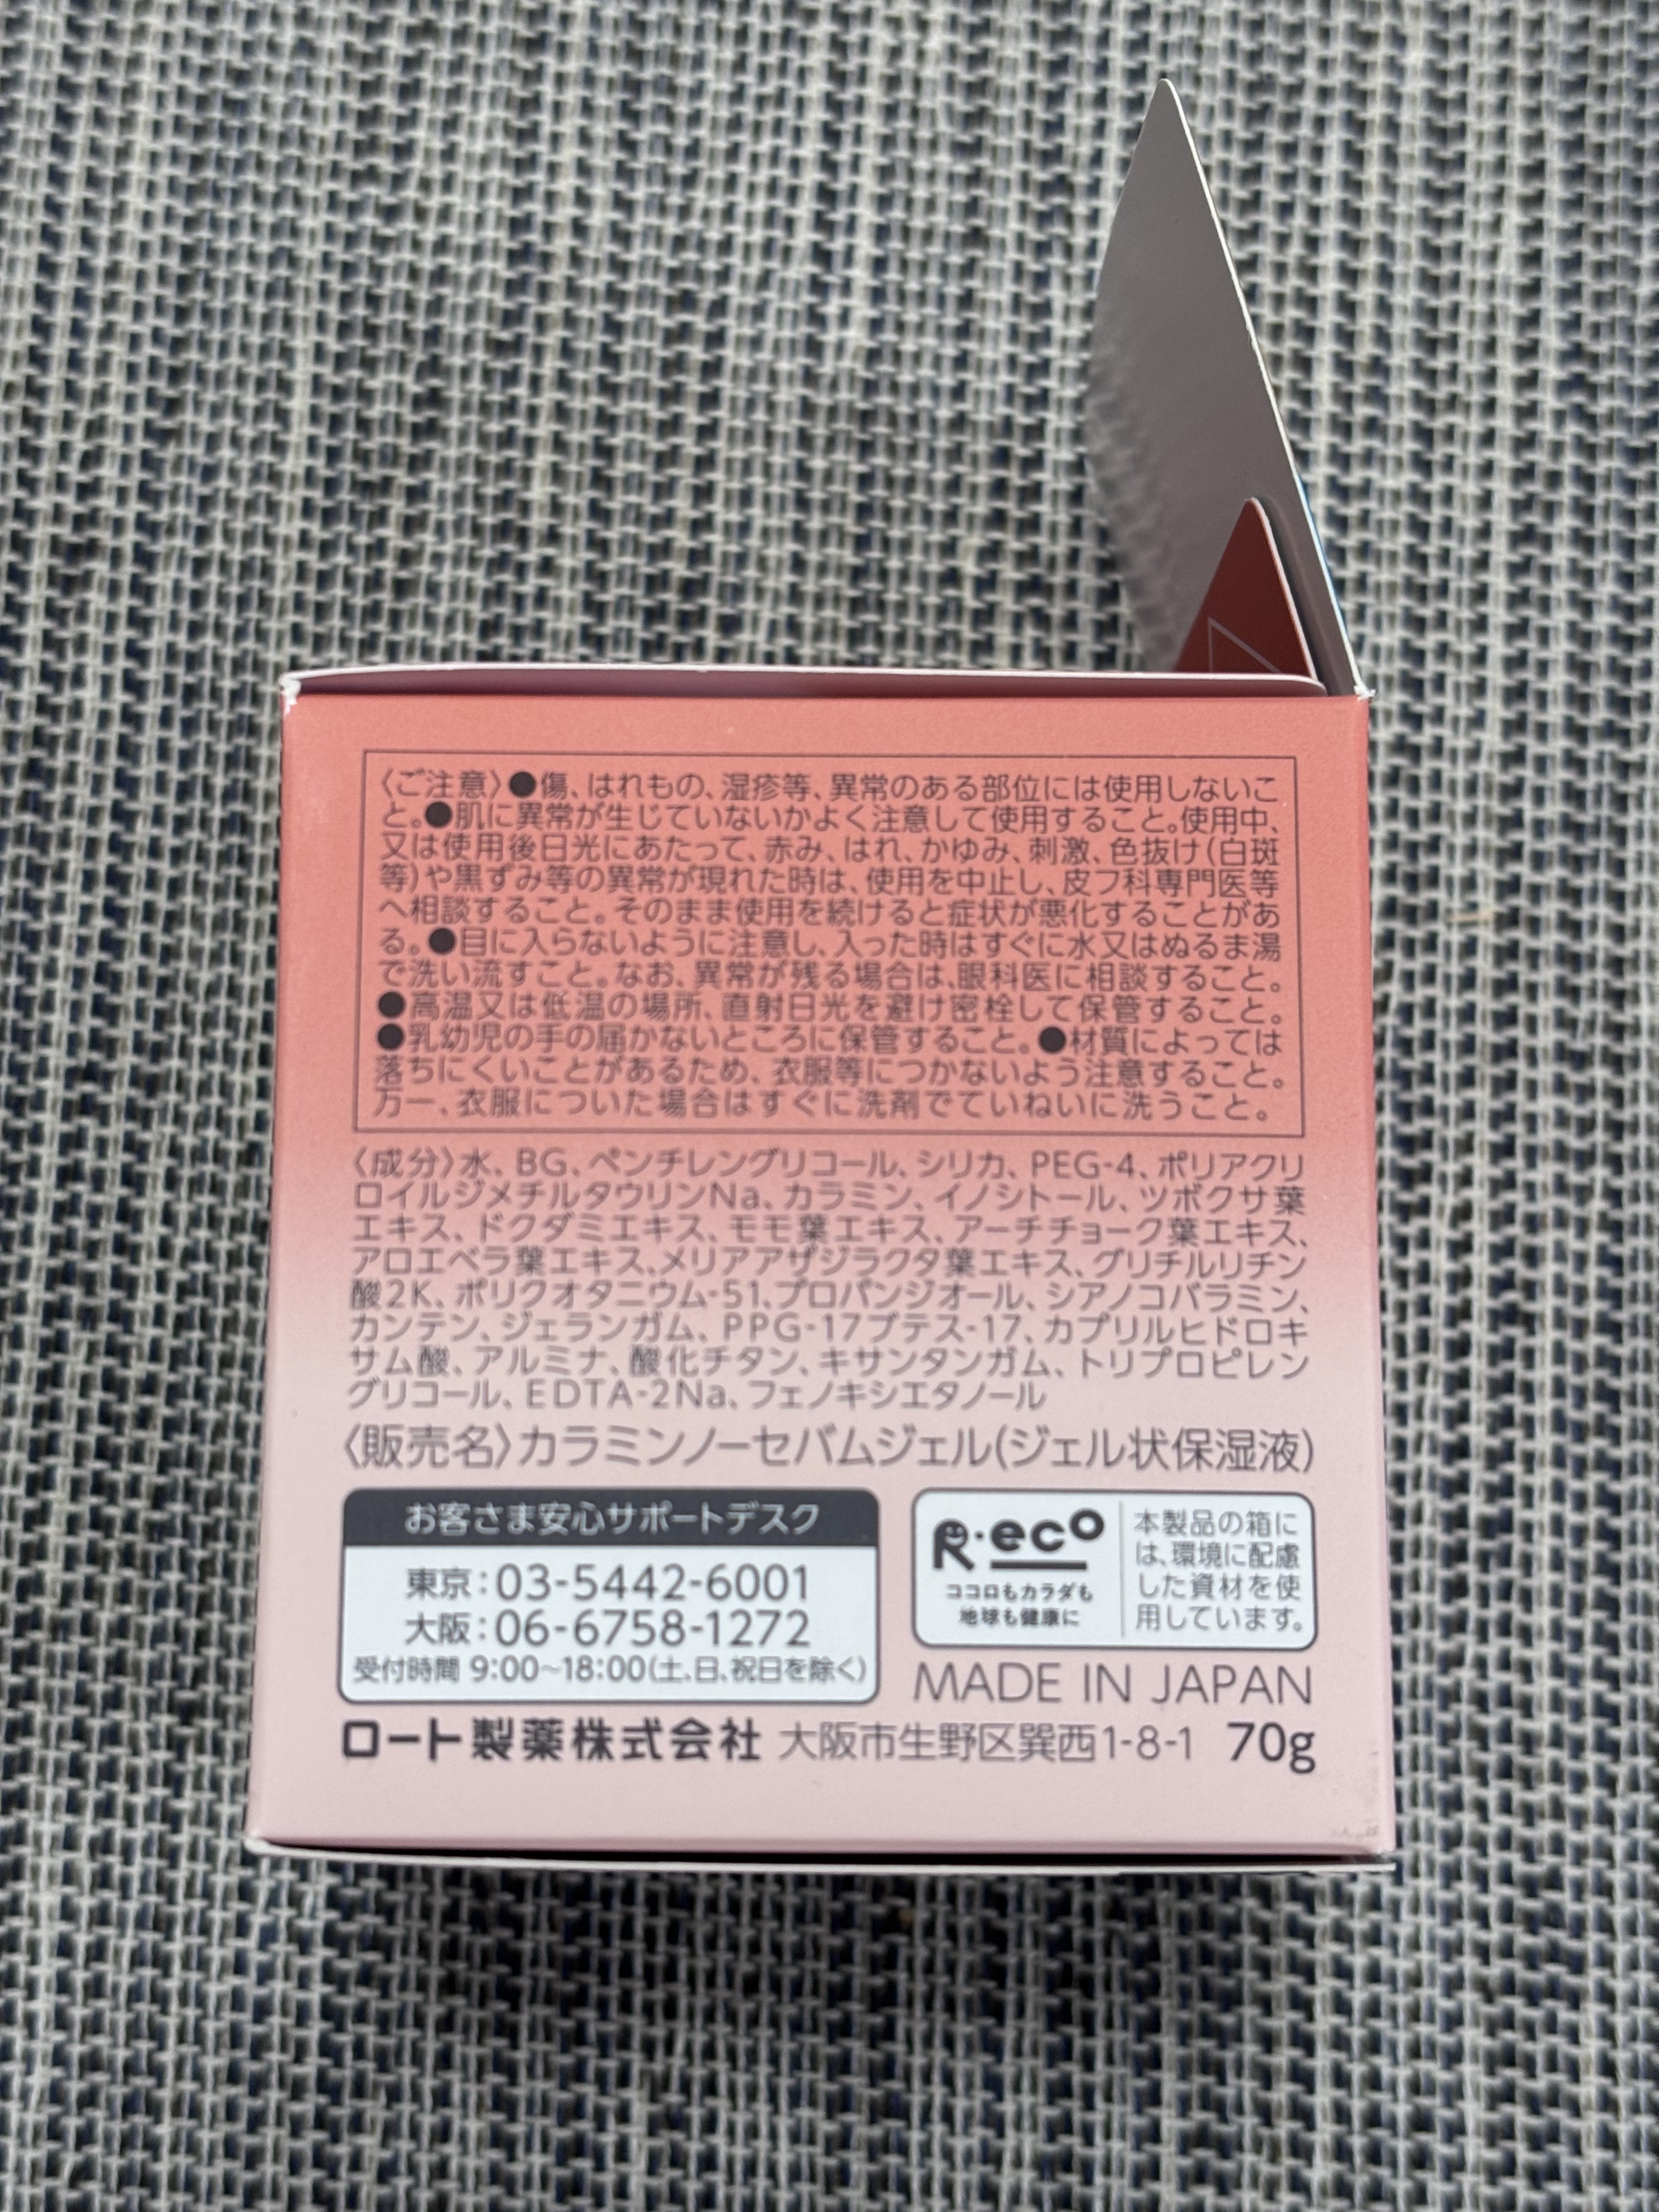 〈ご注意〉●傷、はれもの、湿疹等、異常のある部位には使用しないこ
と。●肌に異常が生じていないかよく注意して使用すること。使用中、
又は使用後日光にあたって、赤み、はれ、かゆみ、刺激、色抜け(白斑
等)や黒ずみ等の異常が現れた時は、使用を中止し、皮フ科専門医等
へ相談すること。そのまま使用を続けると症状が悪化することがあ
る。●目に入らないように注意し、入った時はすぐに水又はぬるま湯
で洗い流すこと。なお、異常が残る場合は、眼科医に相談すること。
●高温又は低温の場所、直射日光を避け密栓して保管すること。
●乳幼児の手の届かないところに保管すること。●材質によっては
落ちにくいことがあるため、衣服等につかないよう注意すること。
万一、衣服についた場合はすぐに洗剤でていねいに洗うこと。
〈成分〉水、BG、ペンチレングリコール、シリカ、PEG-4、ポリアクリ
ロイルジメチルタウリンNa、カラミン、イノシトール、ツボクサ葉
エキス、ドクダミエキス、モモ葉エキス、アーチチョーク葉エキス、
アロエベラ葉エキス、メリアアザジラクタ葉エキス、グリチルリチン
酸2K、ポリクオタニウム-51、プロパンジオール、シアノコバラミン、
カンテン、ジェランガム、PPG-17ブテス-17、カプリルヒドロキ
サム酸、アルミナ、酸化チタン、キサンタンガム、トリプロピレン
グリコール、EDTA-2Na、フェノキシエタノール
〈販売名〉カラミンノーセバムジェル(ジェル状保湿液)
お客さま安心サポートデスク
東京:03-5442-6001
大阪:06-6758-1272
受付時間 9:00~18:00(土、日、祝日を除く)
R・eco
ココロもカラダも
地球も健康に
本製品の箱に
は、環境に配慮
した資材を使
用しています。
MADE IN JAPAN
ロート製薬株式会社 大阪市生野区巽西1-8-1 70g